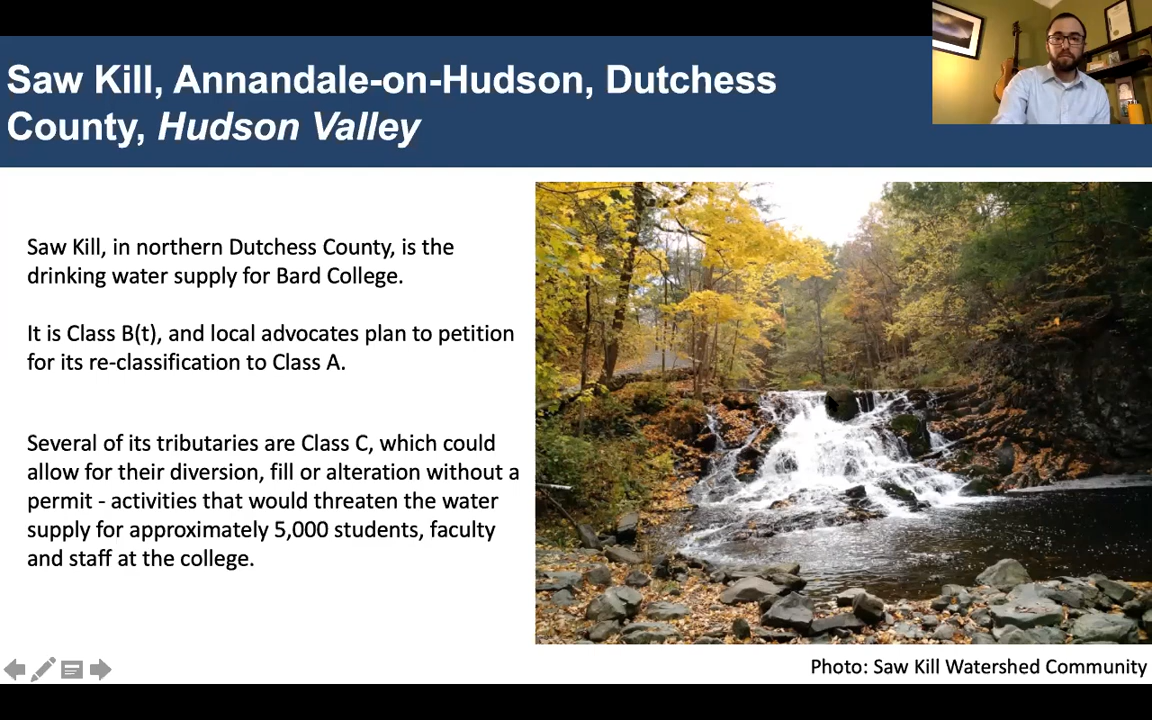 Saw Kill, Annandale-on-Hudson, Dutchess
County, Hudson Valley
Saw Kill, in northern Dutchess County, is the
drinking water supply for Bard College.
It is Class B(t), and local advocates plan to petition
for its re-classification to Class A.
Several of its tributaries are Class C, which could
allow for their diversion, fill or alteration without a
permit - activities that would threaten the water
supply for approximately 5,000 students, faculty
and staff at the college.
Photo: Saw Kill Watershed Community